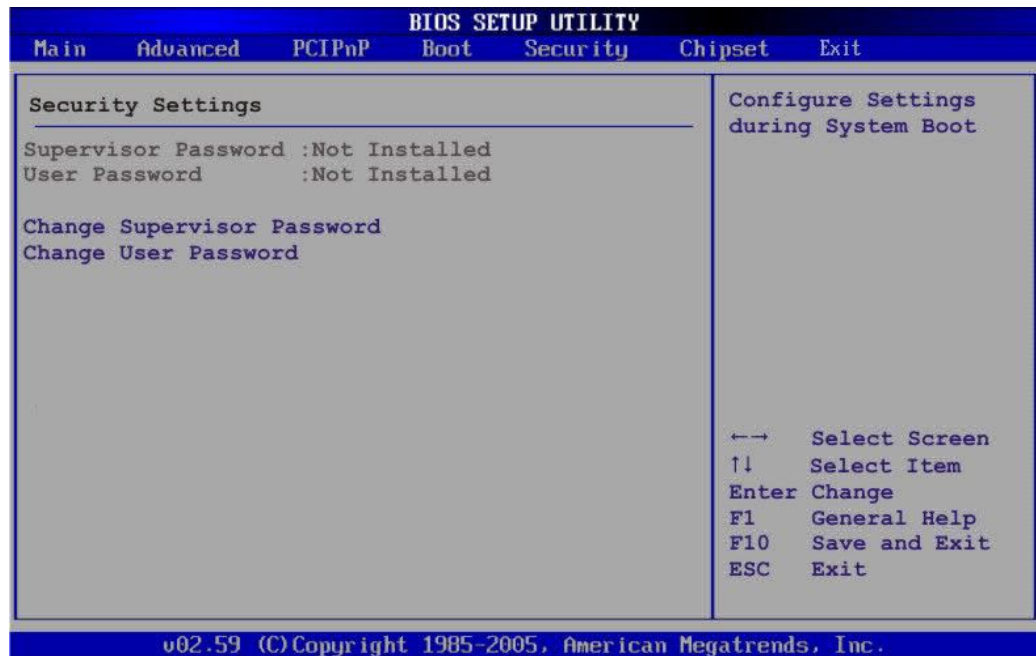 BIOS SETUP UTILITY
Main Advanced PCIPnP Boot Security Chipset Exit
Security Settings
Supervisor Password :Not Installed
User Password :Not Installed
Change Supervisor Password
Change User Password
Configure Settings
during System Boot
←→ Select Screen
↑↓ Select Item
Enter Change
F1 General Help
F10 Save and Exit
ESC Exit
v02.59 (C)Copyright 1985-2005, American Megatrends, Inc.